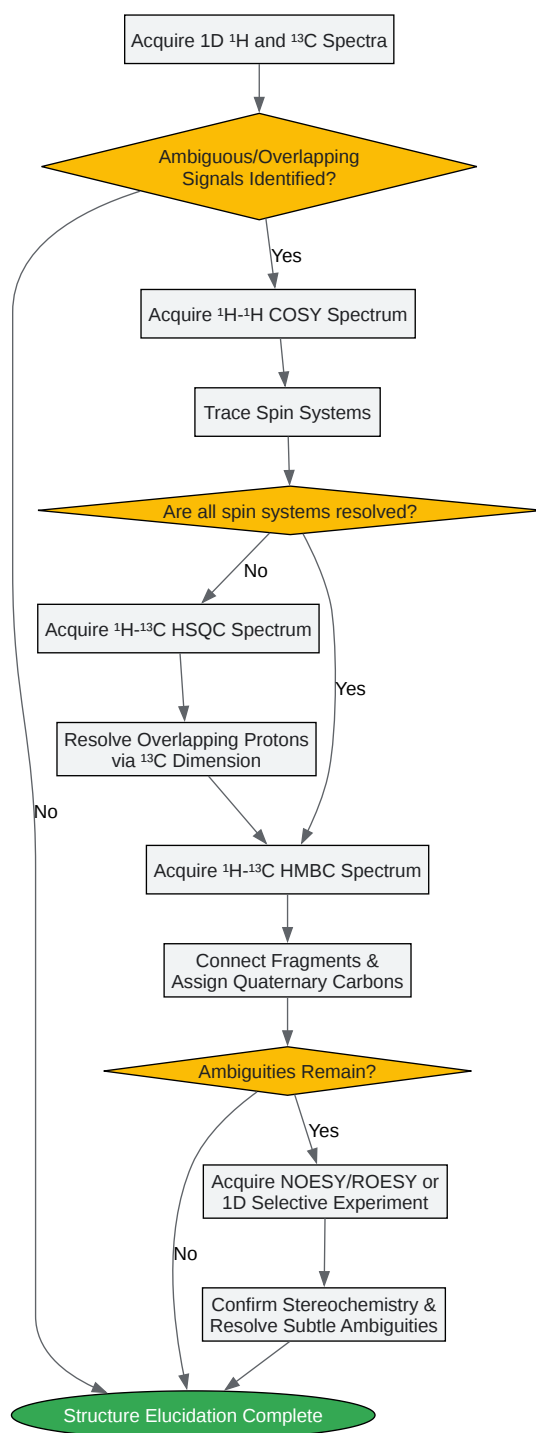 Acquire 1D ¹H and ¹³C Spectra
Ambiguous/Overlapping
Signals Identified?
Yes
Acquire ¹H-¹H COSY Spectrum
Trace Spin Systems
Are all spin systems resolved?
No
Acquire ¹H-¹³C HSQC Spectrum
Yes
Resolve Overlapping Protons
via ¹³C Dimension
No
Acquire ¹H-¹³C HMBC Spectrum
Connect Fragments &
Assign Quaternary Carbons
Ambiguities Remain?
Yes
Acquire NOESY/ROESY or
1D Selective Experiment
No
Confirm Stereochemistry &
Resolve Subtle Ambiguities
Structure Elucidation Complete